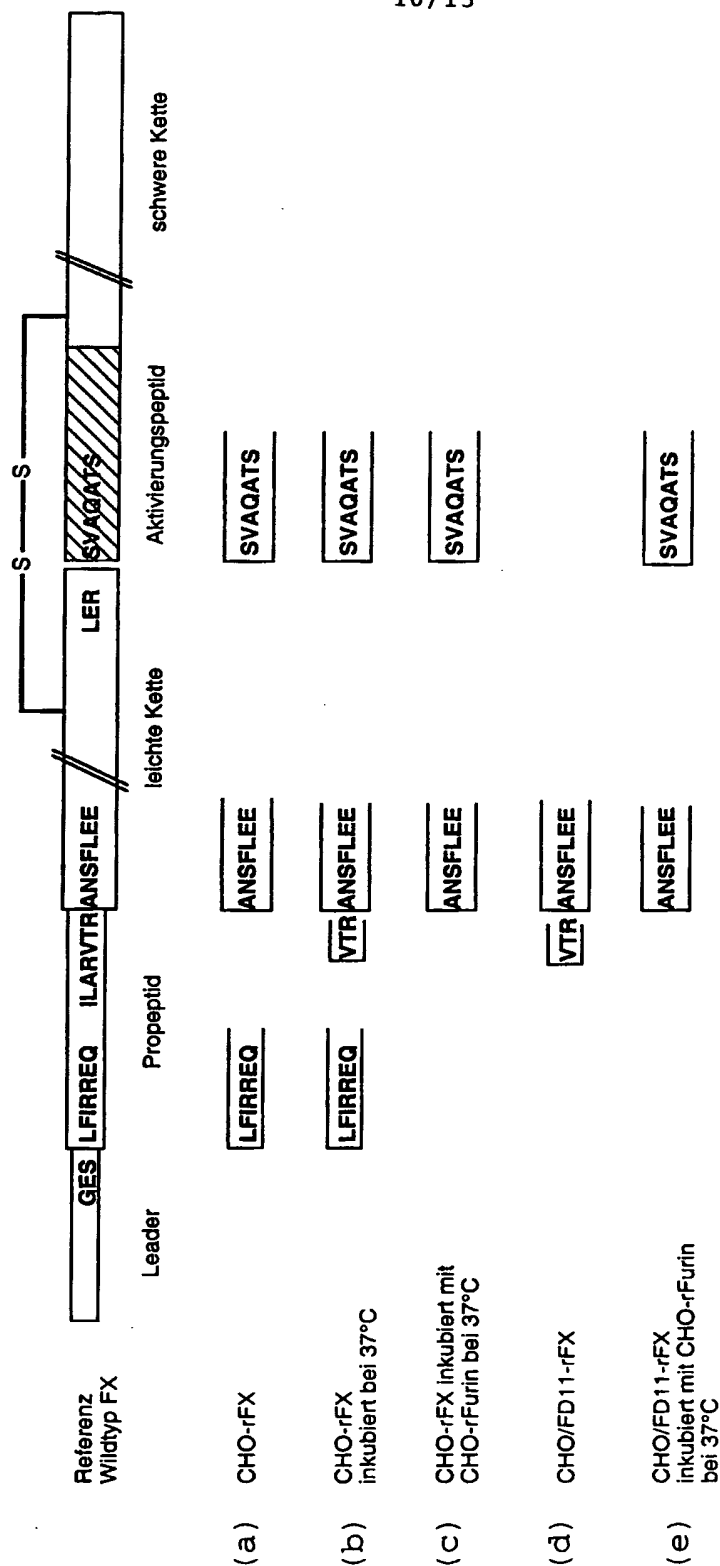 10/13
S S
GES LFIRREQ ILARVTR ANSFLEE LER SVAQATS
Referenz
Wildtyp FX
Leader
Propeptid
leichte Kette
Aktivierungspeptid
schwere Kette
(a) CHO-rFX
LFIRREQ ANSFLEE SVAQATS
(b) CHO-rFX
inkubiert bei 37°C
LFIRREQ VTR ANSFLEE SVAQATS
(c) CHO-rFX inkubiert mit
CHO-rFurin bei 37°C
ANSFLEE SVAQATS
(d) CHO/FD11-rFX
VTR ANSFLEE
(e) CHO/FD11-rFX
inkubiert mit CHO-rFurin
bei 37°C
ANSFLEE SVAQATS